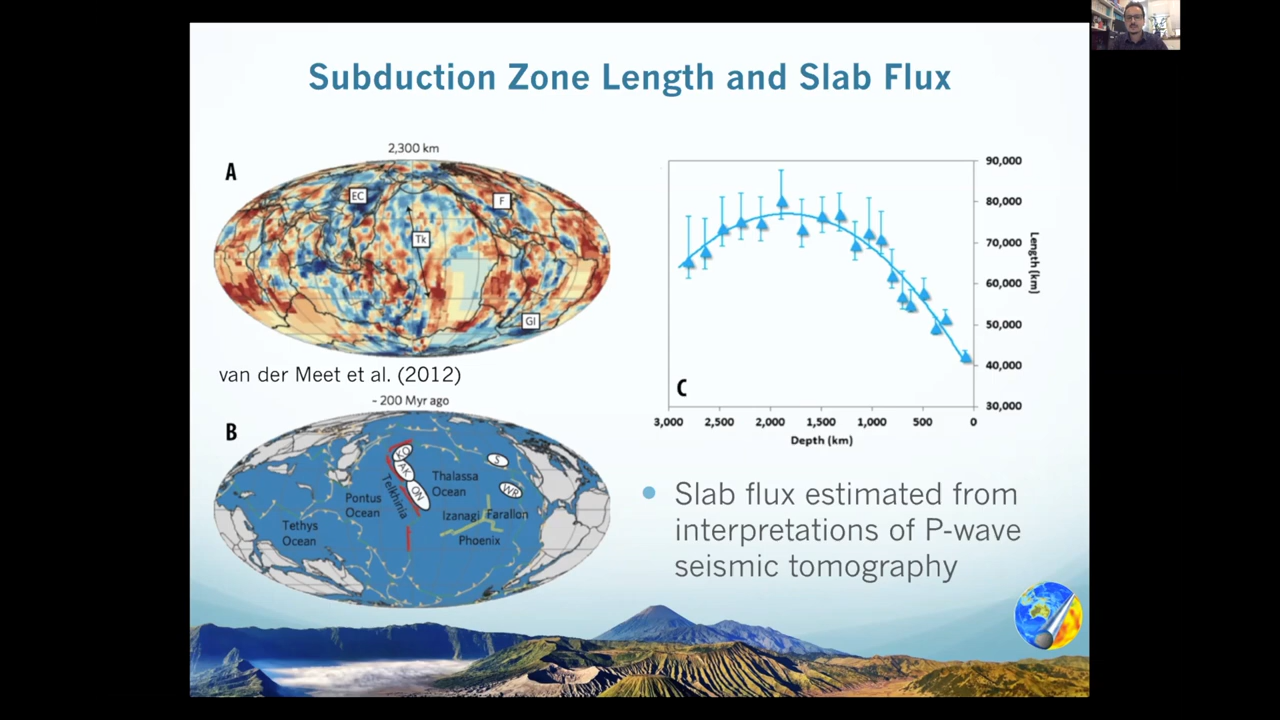 Subduction Zone Length and Slab Flux
A
2,300 km
EC
F
Tk
GI
van der Meet et al. (2012)
B
~ 200 Myr ago
KO
AK
ON
S
WR
Telkhinia
Thalassa
Ocean
Pontus
Ocean
Izanagi
Farallon
Tethys
Ocean
Phoenix
C
90,000
80,000
70,000
60,000
50,000
40,000
30,000
Length (km)
3,000 2,500 2,000 1,500 1,000 500 0
Depth (km)
• Slab flux estimated from
interpretations of P-wave
seismic tomography